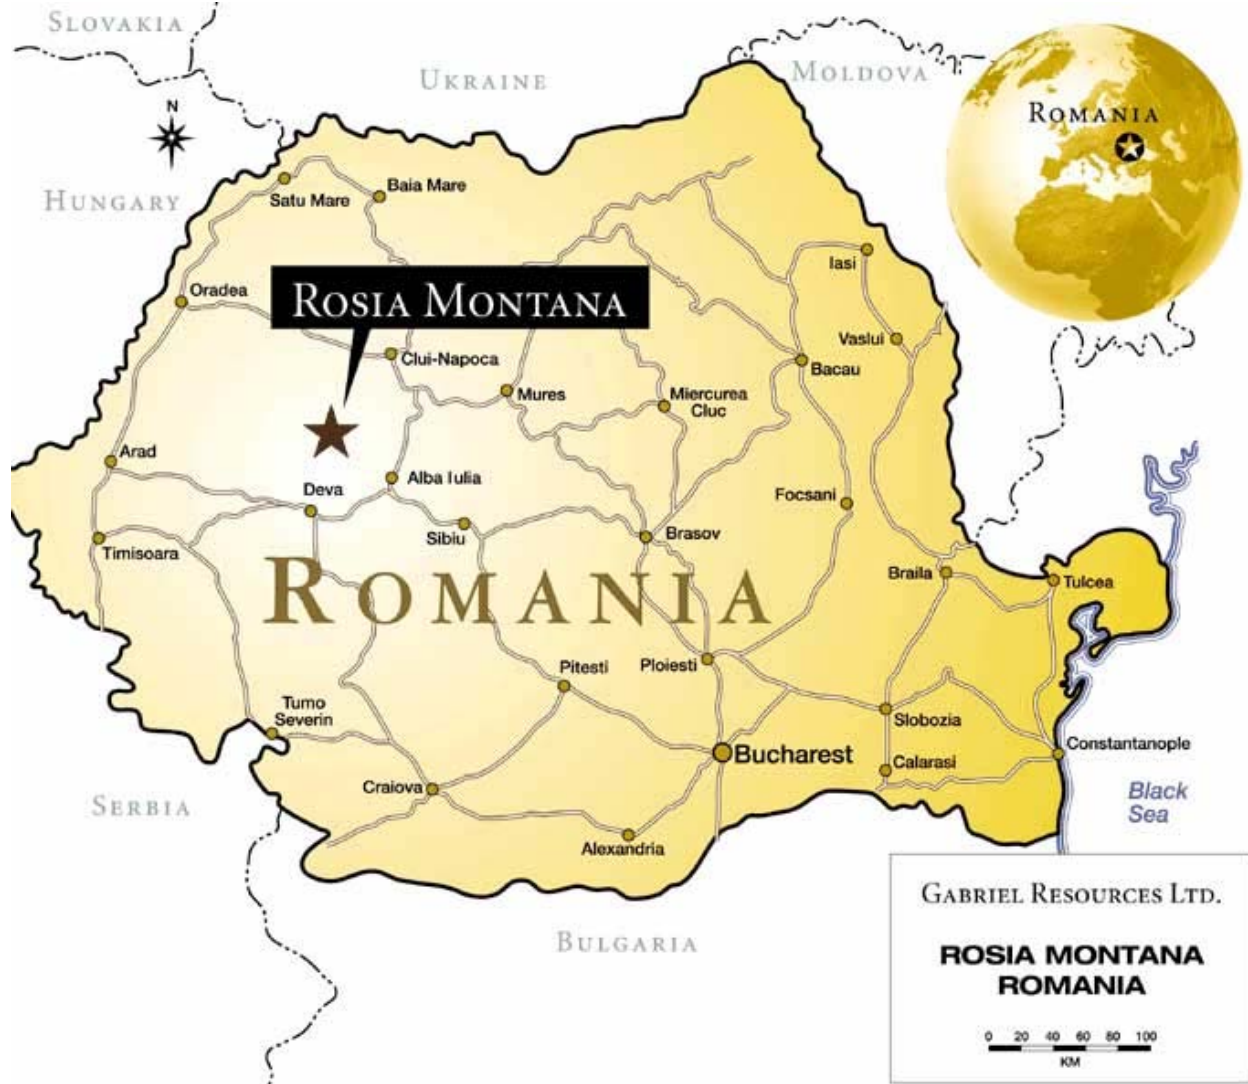 SLOVAKIA
UKRAINE
MOLDOVA
N
ROMANIA
HUNGARY
Satu Mare
Baia Mare
Iasi
Oradea
ROSIA MONTANA
Vaslui
Clui-Napoca
Bacau
Mures
Miercurea
Cluc
Arad
Alba Iulia
Deva
Focsani
Sibiu
Brasov
Timisoara
Braila
Tulcea
ROMANIA
Pitesti
Ploiesti
Tumo
Severin
Slobozia
Constantanople
Bucharest
Calarasi
Craiova
SERBIA
Black
Sea
Alexandria
BULGARIA
GABRIEL RESOURCES LTD.
ROSIA MONTANA
ROMANIA
0 20 40 60 80 100
KM